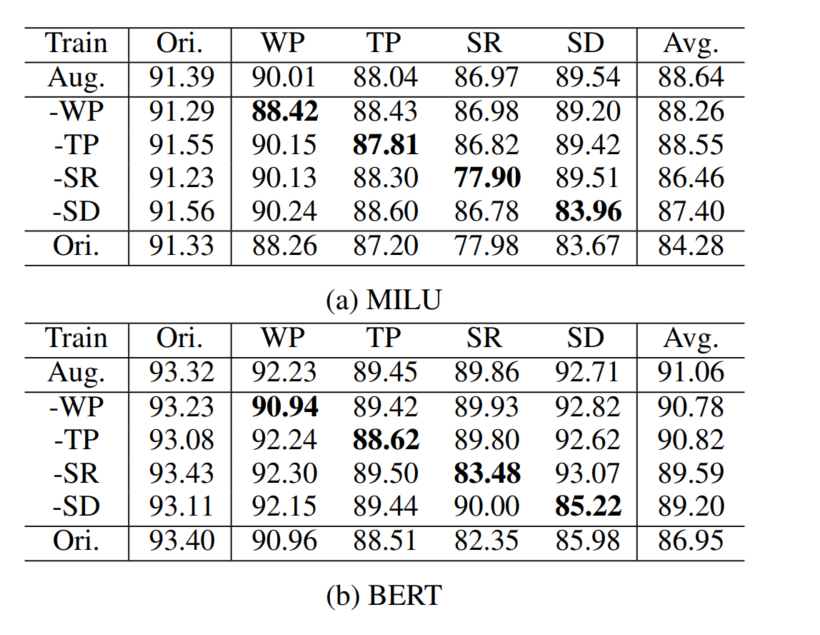 Train Ori. WP TP SR SD Avg.
Aug. 91.39 90.01 88.04 86.97 89.54 88.64
-WP 91.29 88.42 88.43 86.98 89.20 88.26
-TP 91.55 90.15 87.81 86.82 89.42 88.55
-SR 91.23 90.13 88.30 77.90 89.51 86.46
-SD 91.56 90.24 88.60 86.78 83.96 87.40
Ori. 91.33 88.26 87.20 77.98 83.67 84.28
(a) MILU
Train Ori. WP TP SR SD Avg.
Aug. 93.32 92.23 89.45 89.86 92.71 91.06
-WP 93.23 90.94 89.42 89.93 92.82 90.78
-TP 93.08 92.24 88.62 89.80 92.62 90.82
-SR 93.43 92.30 89.50 83.48 93.07 89.59
-SD 93.11 92.15 89.44 90.00 85.22 89.20
Ori. 93.40 90.96 88.51 82.35 85.98 86.95
(b) BERT